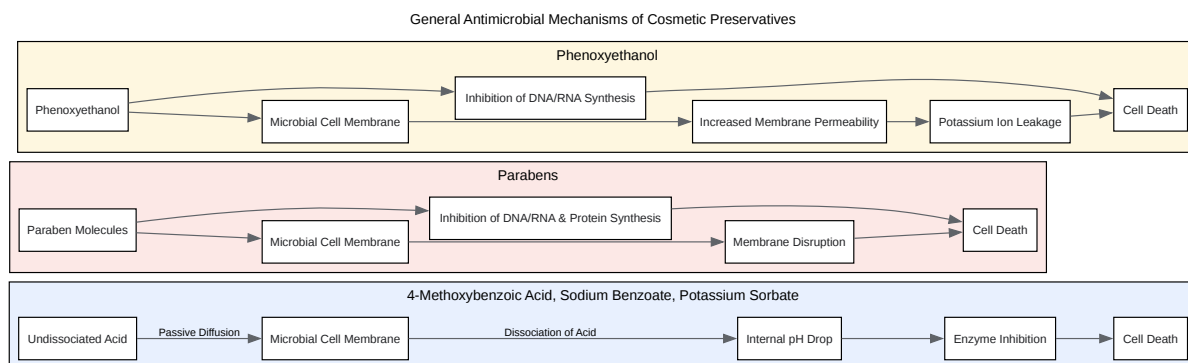 General Antimicrobial Mechanisms of Cosmetic Preservatives
Phenoxyethanol
Phenoxyethanol
Inhibition of DNA/RNA Synthesis
Microbial Cell Membrane
Increased Membrane Permeability
Potassium Ion Leakage
Cell Death
Parabens
Paraben Molecules
Inhibition of DNA/RNA & Protein Synthesis
Microbial Cell Membrane
Membrane Disruption
Cell Death
4-Methoxybenzoic Acid, Sodium Benzoate, Potassium Sorbate
Undissociated Acid
Passive Diffusion
Microbial Cell Membrane
Dissociation of Acid
Internal pH Drop
Enzyme Inhibition
Cell Death